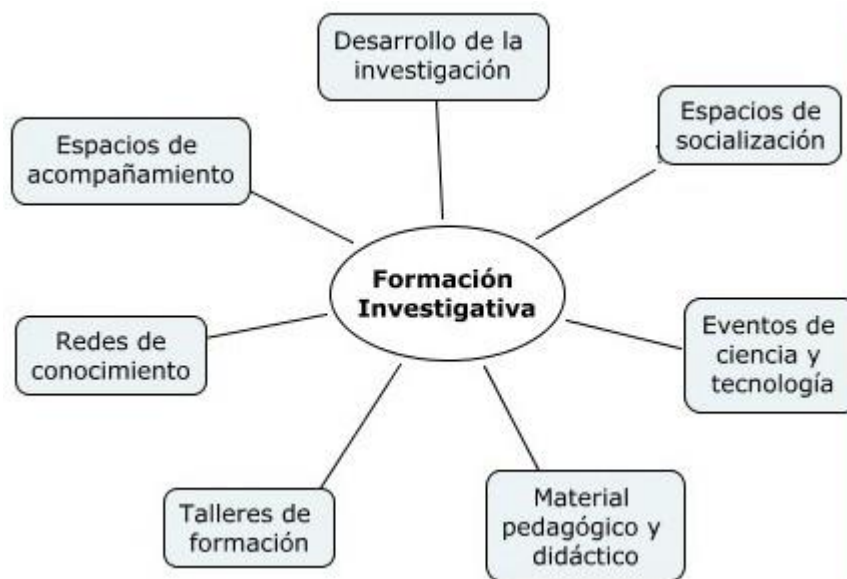 Desarrollo de la
investigación
Espacios de
socialización
Espacios de
acompañamiento
Formación
Investigativa
Eventos de
ciencia y
tecnología
Redes de
conocimiento
Talleres de
formación
Material
pedagógico y
didáctico